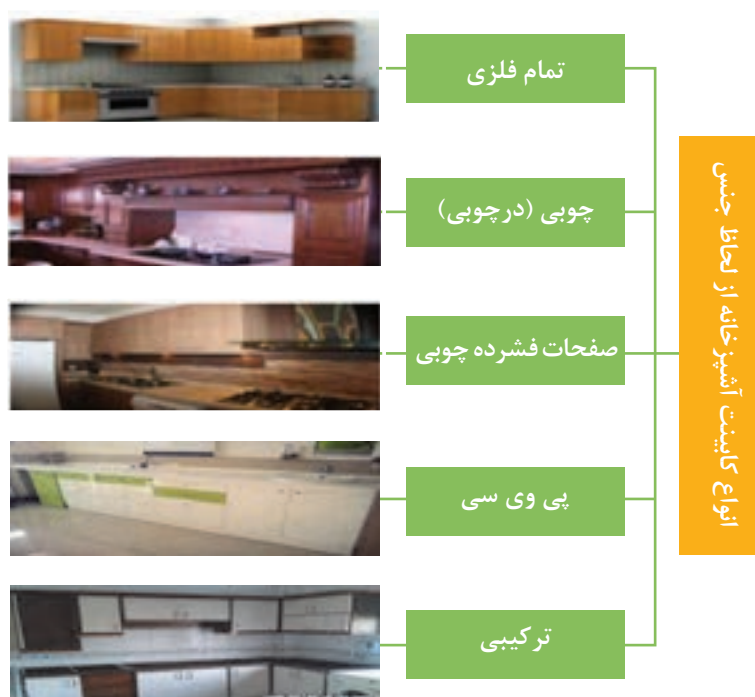 انواع کابینت آشپزخانه از لحاظ جنس
تمام فلزی
چوبی (درچوبی)
صفحات فشرده چوبی
پی وی سی
ترکیبی